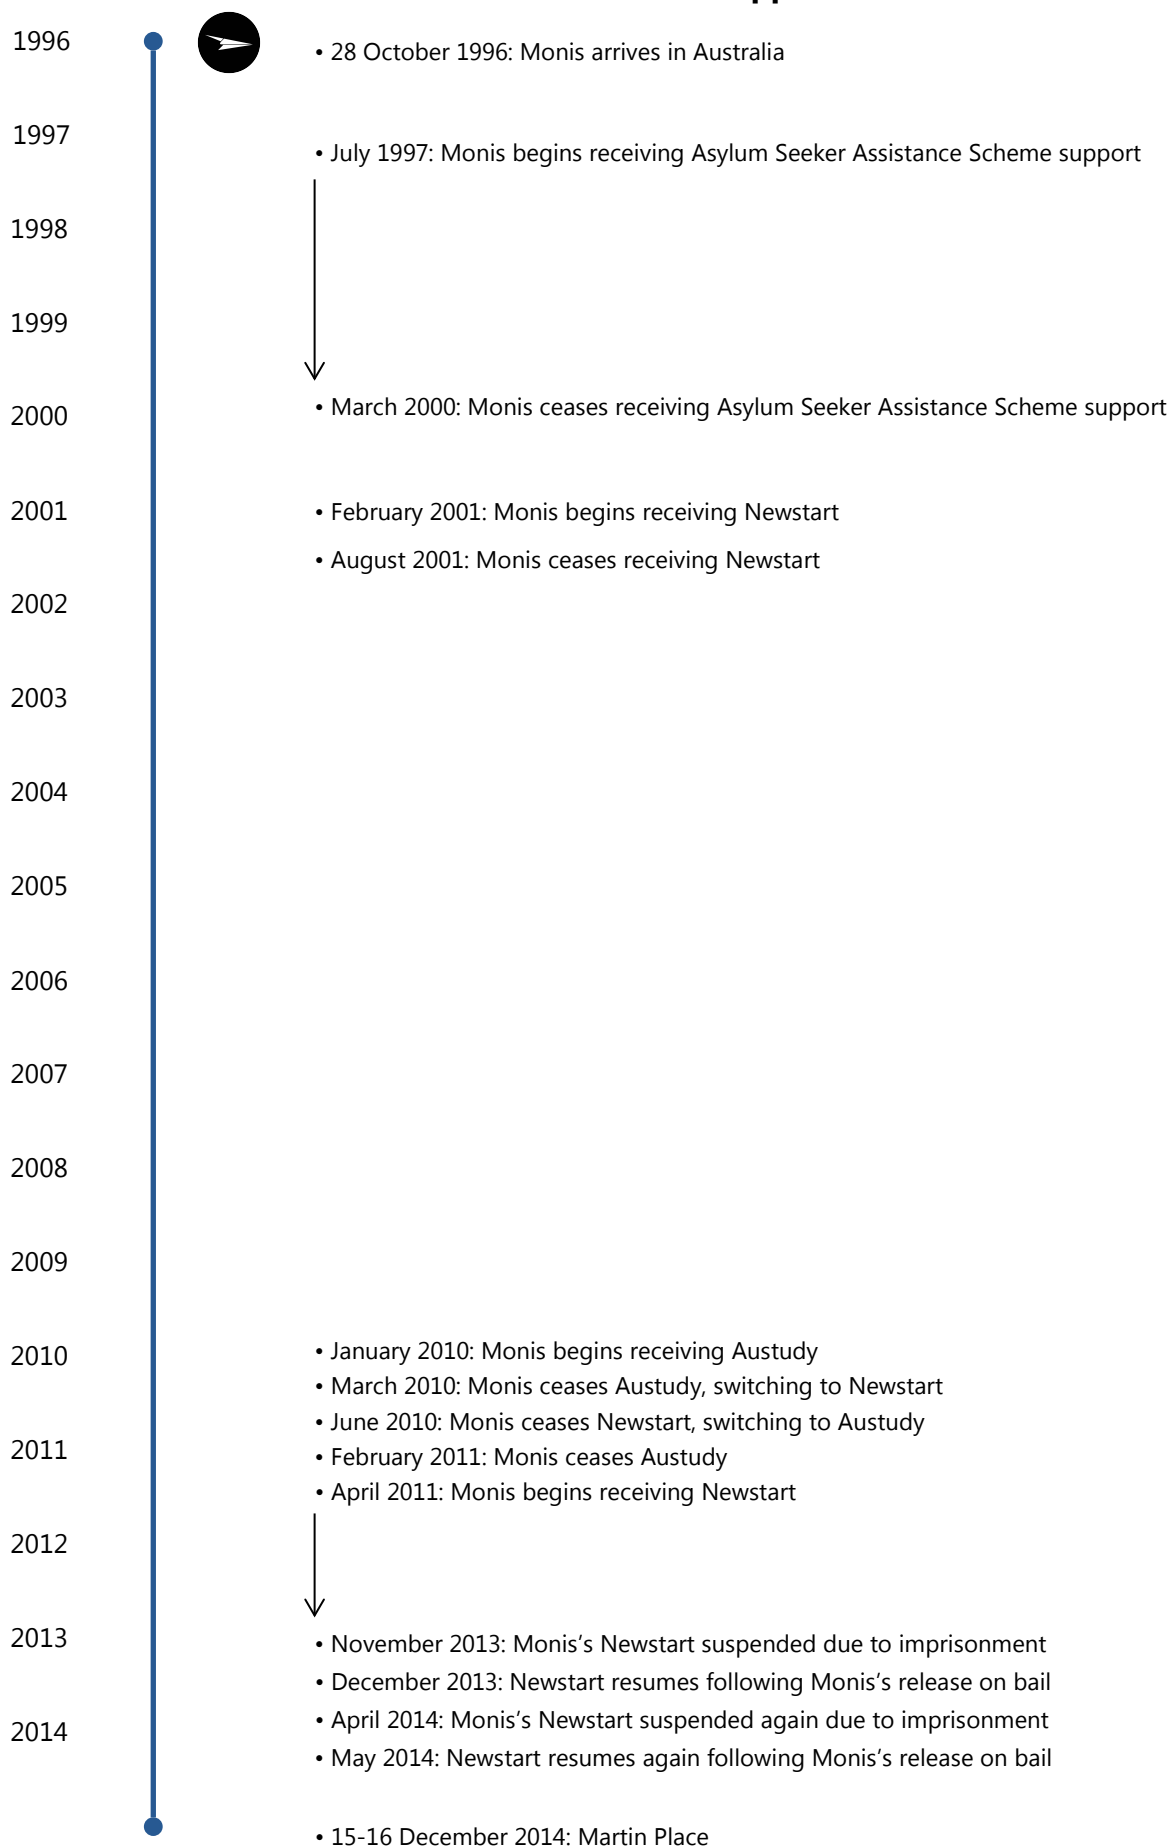 1996
• 28 October 1996: Monis arrives in Australia
1997
• July 1997: Monis begins receiving Asylum Seeker Assistance Scheme support
1998
1999
• March 2000: Monis ceases receiving Asylum Seeker Assistance Scheme support
2000
2001
• February 2001: Monis begins receiving Newstart
• August 2001: Monis ceases receiving Newstart
2002
2003
2004
2005
2006
2007
2008
2009
• January 2010: Monis begins receiving Austudy
2010
• March 2010: Monis ceases Austudy, switching to Newstart
• June 2010: Monis ceases Newstart, switching to Austudy
2011
• February 2011: Monis ceases Austudy
• April 2011: Monis begins receiving Newstart
2012
2013
• November 2013: Monis’s Newstart suspended due to imprisonment
• December 2013: Newstart resumes following Monis’s release on bail
• April 2014: Monis’s Newstart suspended again due to imprisonment
2014
• May 2014: Newstart resumes again following Monis’s release on bail
• 15-16 December 2014: Martin Place